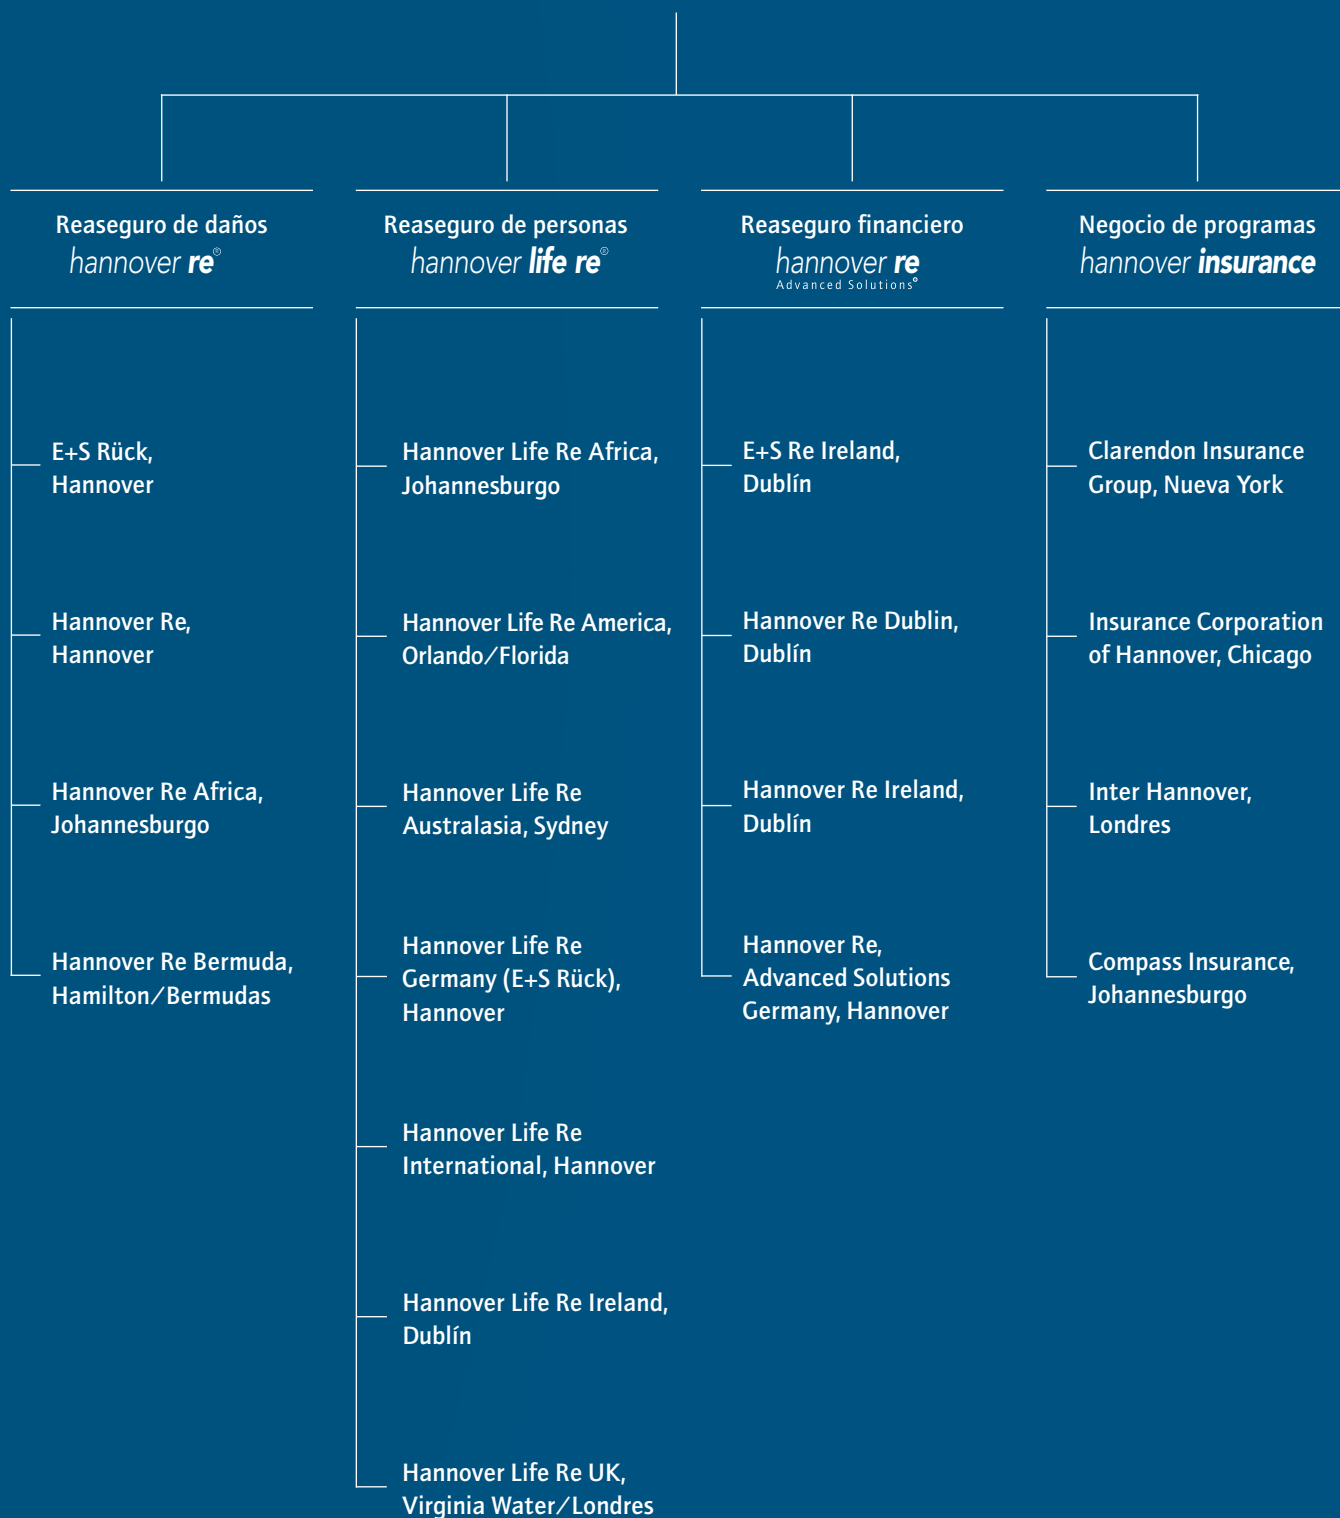 Reaseguro de daños
hannover re®
Reaseguro de personas
hannover life re®
Reaseguro financiero
hannover re
Advanced Solutions®
Negocio de programas
hannover insurance
E+S Rück,
Hannover
Hannover Re,
Hannover
Hannover Re Africa,
Johannesburgo
Hannover Re Bermuda,
Hamilton/Bermudas
Hannover Life Re Africa,
Johannesburgo
Hannover Life Re America,
Orlando/Florida
Hannover Life Re
Australasia, Sydney
Hannover Life Re
Germany (E+S Rück),
Hannover
Hannover Life Re
International, Hannover
Hannover Life Re Ireland,
Dublín
Hannover Life Re UK,
Virginia Water/Londres
E+S Re Ireland,
Dublín
Hannover Re Dublin,
Dublín
Hannover Re Ireland,
Dublín
Hannover Re,
Advanced Solutions
Germany, Hannover
Clarendon Insurance
Group, Nueva York
Insurance Corporation
of Hannover, Chicago
Inter Hannover,
Londres
Compass Insurance,
Johannesburgo